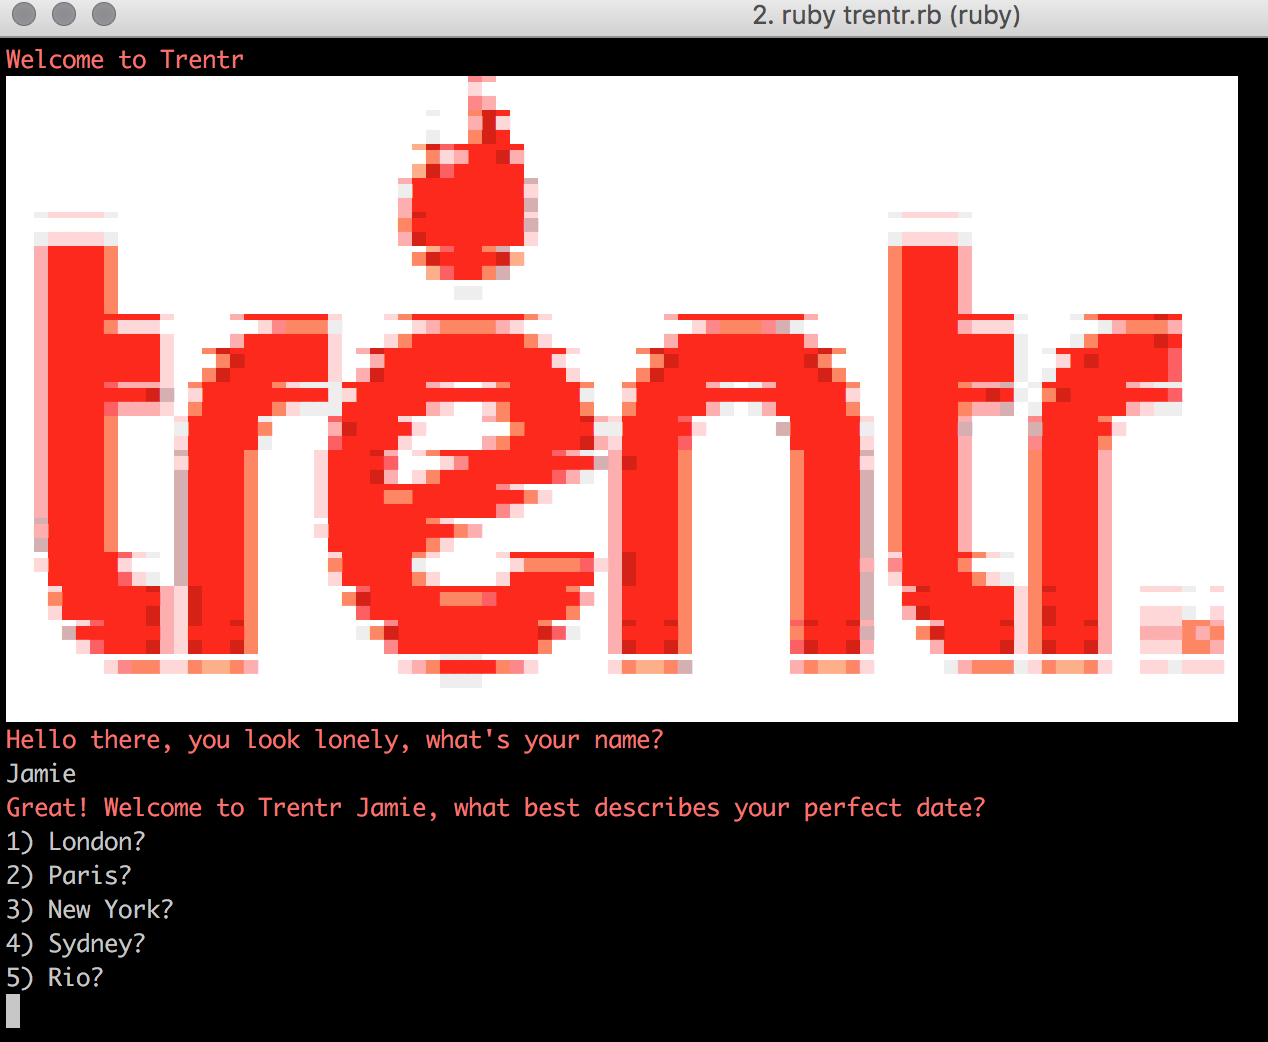 2. ruby trentr.rb (ruby)
Welcome to Trentr
trentr.
Hello there, you look lonely, what's your name?
Jamie
Great! Welcome to Trentr Jamie, what best describes your perfect date?
1) London?
2) Paris?
3) New York?
4) Sydney?
5) Rio?